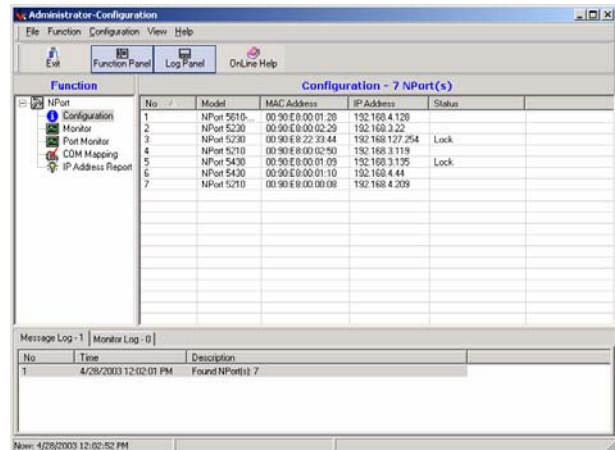 Administrator-Configuration
File Function Configuration View Help
Exit Function Panel Log Panel OnLine Help
Function
Configuration - 7 NPort(s)
NPort
Configuration
Monitor
Port Monitor
COM Mapping
IP Address Report
No Model MAC Address IP Address Status
1 NPort 5610-... 00:90:E8:00:01:28 192.168.4.128
2 NPort 5230 00:90:E8:00:02:29 192.168.3.22
3 NPort 5230 00:90:E8:22:33:44 192.168.127.254 Lock
4 NPort 5210 00:90:E8:00:02:50 192.168.3.119
5 NPort 5430 00:90:E8:00:01:09 192.168.3.135 Lock
6 NPort 5430 00:90:E8:00:01:10 192.168.4.44
7 NPort 5210 00:90:E8:00:00:08 192.168.4.209
Message Log - 1 Monitor Log - 0
No Time Description
1 4/28/2003 12:02:01 PM Found NPort(s): 7
Now: 4/28/2003 12:02:52 PM